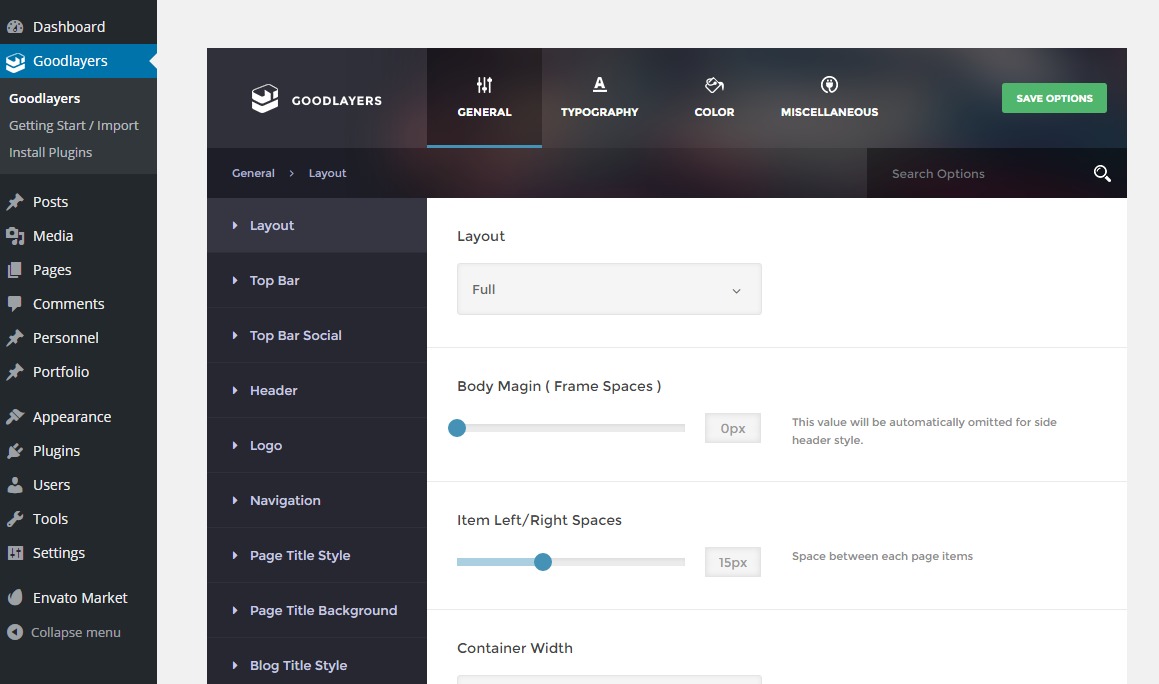 Dashboard
Goodlayers
Goodlayers
Getting Start / Import
Install Plugins
Posts
Media
Pages
Comments
Personnel
Portfolio
Appearance
Plugins
Users
Tools
Settings
Envato Market
Collapse menu
GOODLAYERS
GENERAL
TYPOGRAPHY
COLOR
MISCELLANEOUS
SAVE OPTIONS
General > Layout
Search Options
Layout
Top Bar
Top Bar Social
Header
Logo
Navigation
Page Title Style
Page Title Background
Blog Title Style
Layout
Full
Body Magin ( Frame Spaces )
0px
This value will be automatically omitted for side
header style.
Item Left/Right Spaces
15px
Space between each page items
Container Width